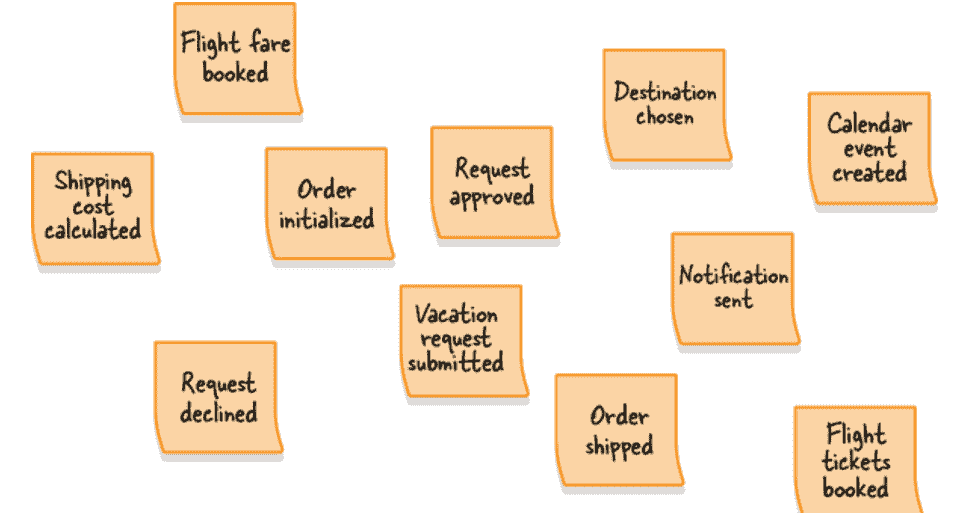 Flight fare
booked
Destination
chosen
Calendar
event
created
Shipping
cost
calculated
Order
initialized
Request
approved
Notification
sent
Vacation
request
submitted
Request
declined
Order
shipped
Flight
tickets
booked